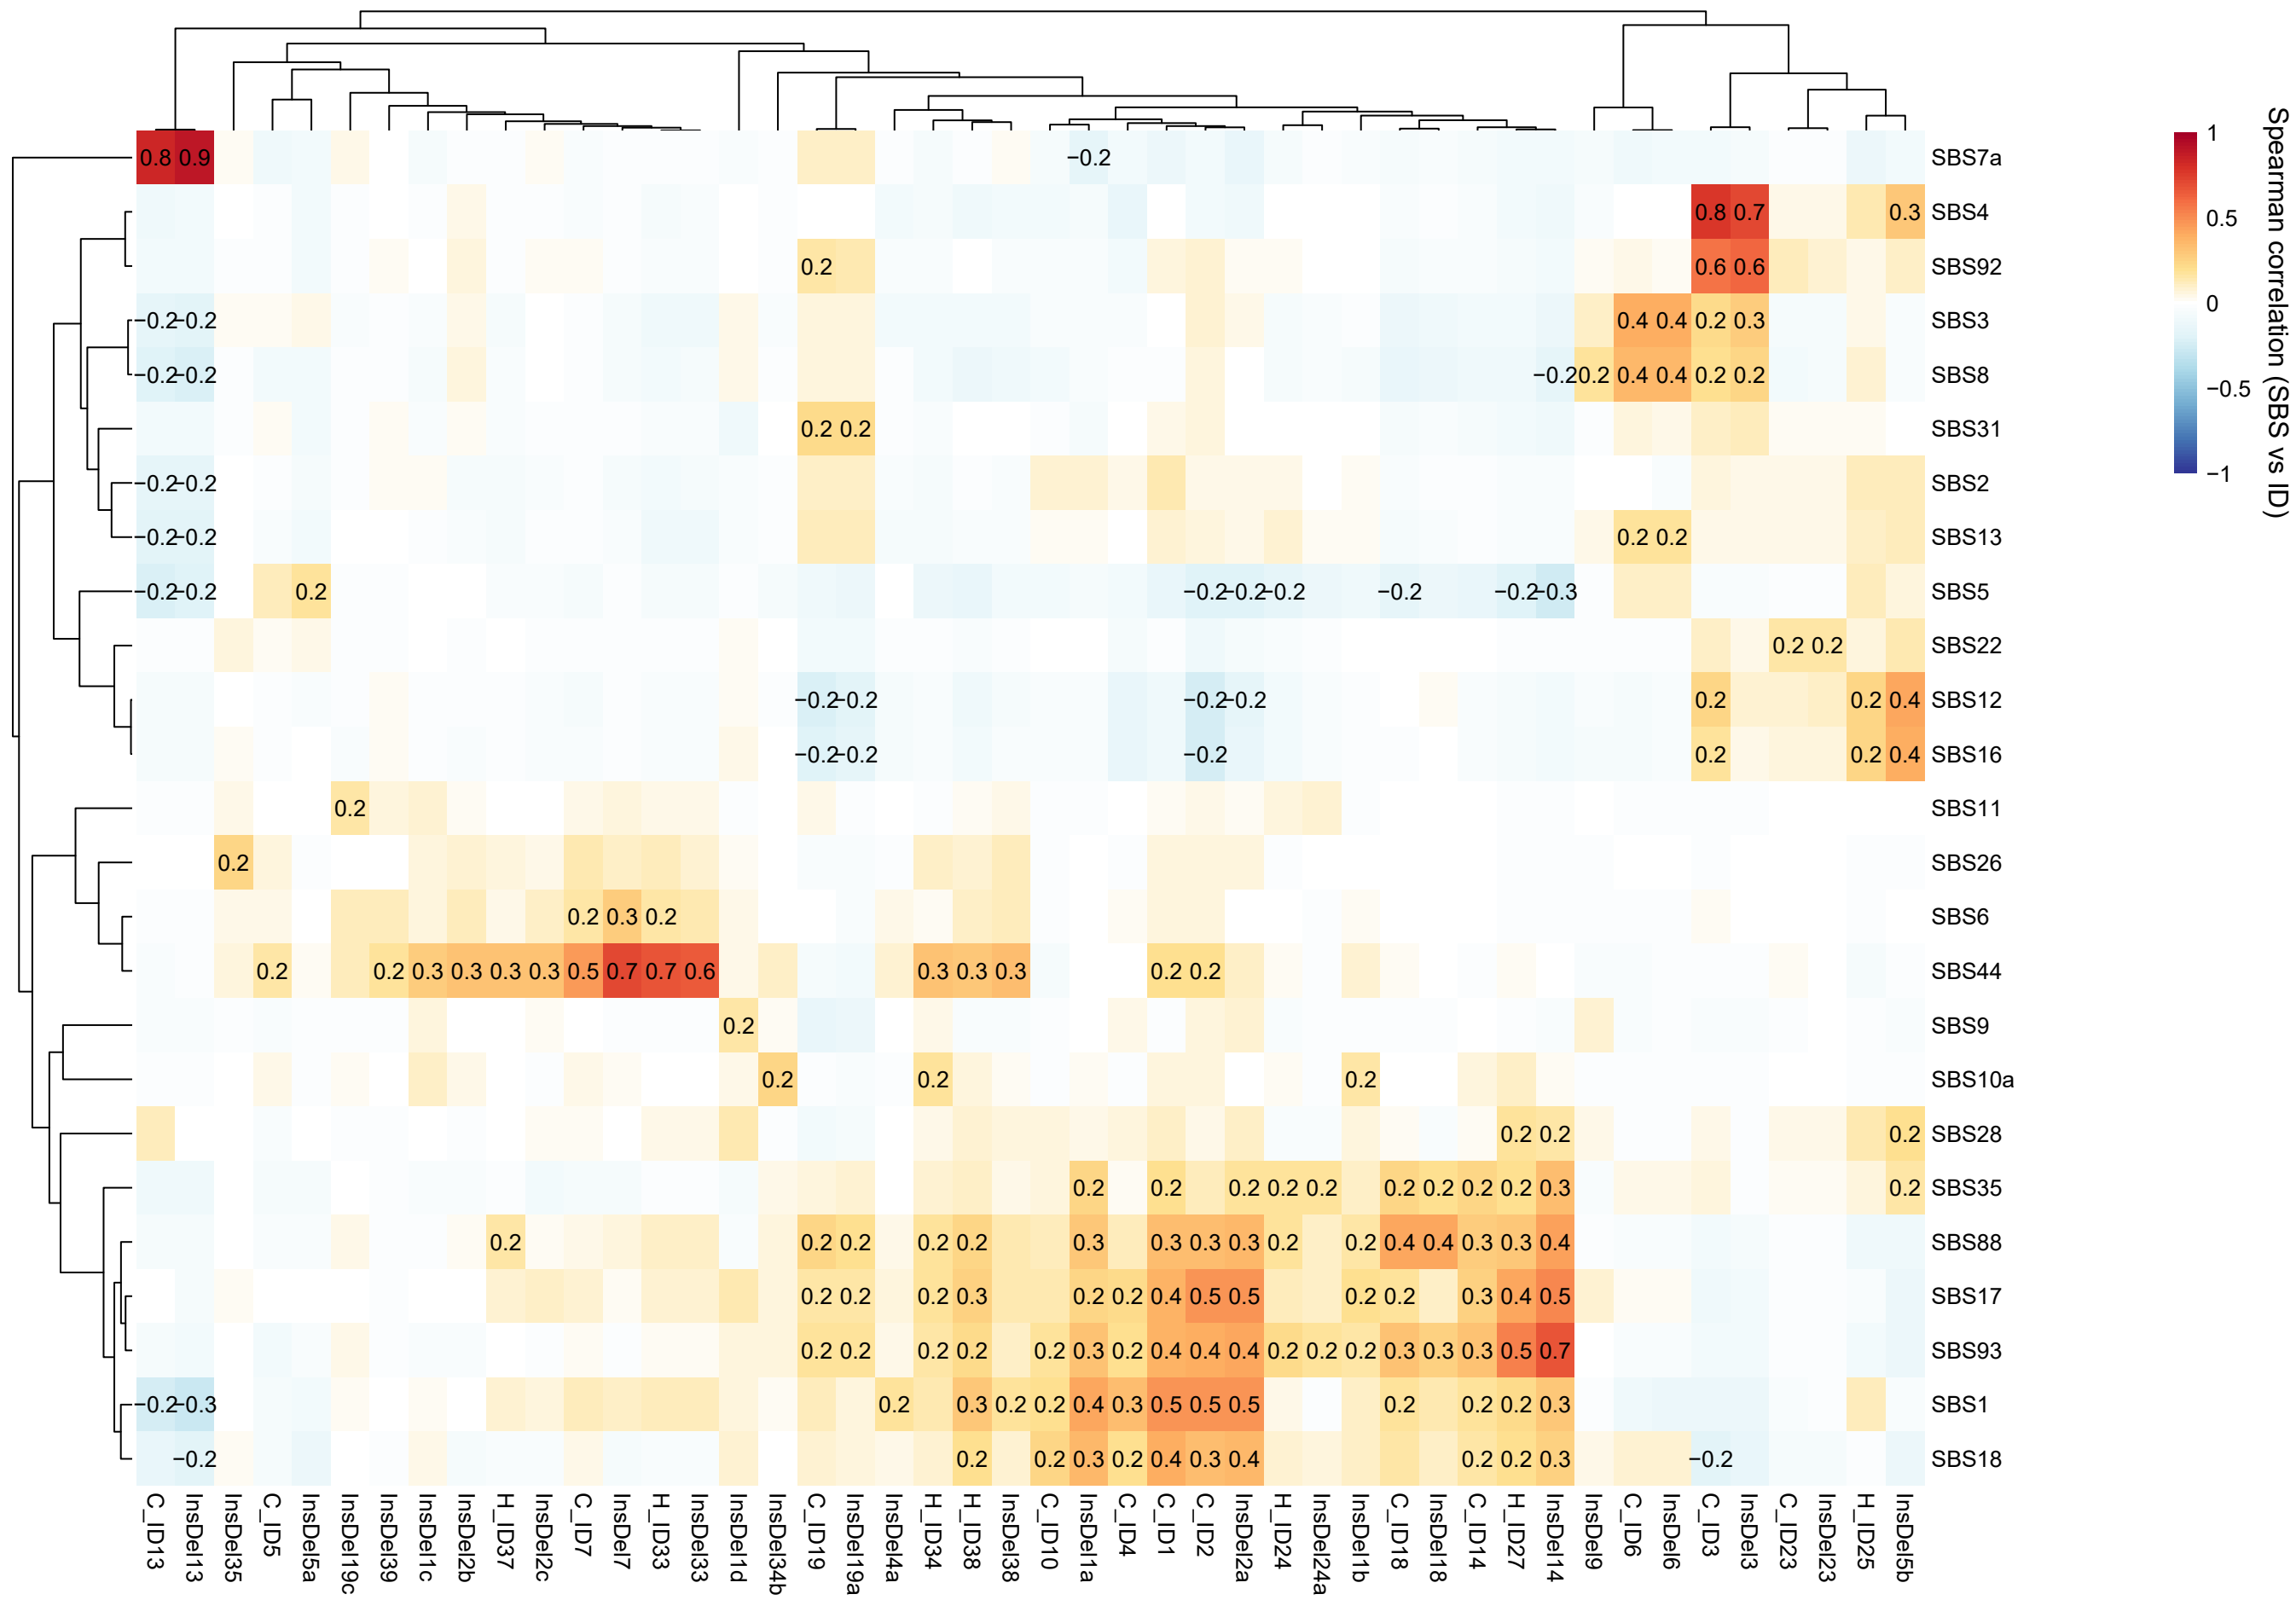 0.8 0.9 −0.2 SBS7a
0.8 0.7 0.3 SBS4
0.2 0.6 0.6 SBS92
−0.2 −0.2 0.4 0.4 0.2 0.3 SBS3
−0.2 −0.2 −0.2 0.2 0.4 0.4 0.2 0.2 SBS8
0.2 0.2 SBS31
−0.2 −0.2 SBS2
−0.2 −0.2 0.2 0.2 SBS13
−0.2 −0.2 0.2 −0.2 −0.2 −0.2 −0.2 −0.2 −0.3 SBS5
0.2 0.2 SBS22
−0.2 −0.2 −0.2 −0.2 0.2 0.2 0.4 SBS12
−0.2 −0.2 −0.2 0.2 0.2 0.4 SBS16
0.2 SBS11
0.2 SBS26
0.2 0.3 0.2 SBS6
0.2 0.2 0.3 0.3 0.3 0.3 0.5 0.7 0.7 0.6 0.3 0.3 0.3 0.2 0.2 SBS44
0.2 SBS9
0.2 0.2 0.2 SBS10a
0.2 0.2 0.2 SBS28
0.2 0.2 0.2 0.2 0.2 0.2 0.2 0.2 0.2 0.3 0.2 SBS35
0.2 0.2 0.2 0.2 0.2 0.3 0.3 0.3 0.3 0.2 0.2 0.4 0.4 0.3 0.3 0.4 SBS88
0.2 0.2 0.2 0.3 0.2 0.2 0.4 0.5 0.5 0.2 0.2 0.3 0.4 0.5 SBS17
0.2 0.2 0.2 0.2 0.2 0.3 0.2 0.4 0.4 0.4 0.2 0.2 0.2 0.3 0.3 0.3 0.5 0.7 SBS93
−0.2 −0.3 0.2 0.3 0.2 0.2 0.4 0.3 0.5 0.5 0.5 0.2 0.2 0.2 0.3 SBS1
−0.2 0.2 0.2 0.3 0.2 0.4 0.3 0.4 0.2 0.2 0.3 −0.2 SBS18
C_ID13
InsDel13
InsDel35
C_ID5
InsDel5a
InsDel19c
InsDel39
InsDel1c
InsDel2b
H_ID37
InsDel2c
C_ID7
InsDel7
H_ID33
InsDel33
InsDel1d
InsDel34b
C_ID19
InsDel19a
InsDel4a
H_ID34
H_ID38
InsDel38
C_ID10
InsDel1a
C_ID4
C_ID1
C_ID2
InsDel2a
H_ID24
InsDel24a
InsDel1b
C_ID18
InsDel18
C_ID14
H_ID27
InsDel14
InsDel9
C_ID6
InsDel6
C_ID3
InsDel3
C_ID23
InsDel23
H_ID25
InsDel5b
1
0.5
0
−0.5
−1
Spearman correlation (SBS vs ID)